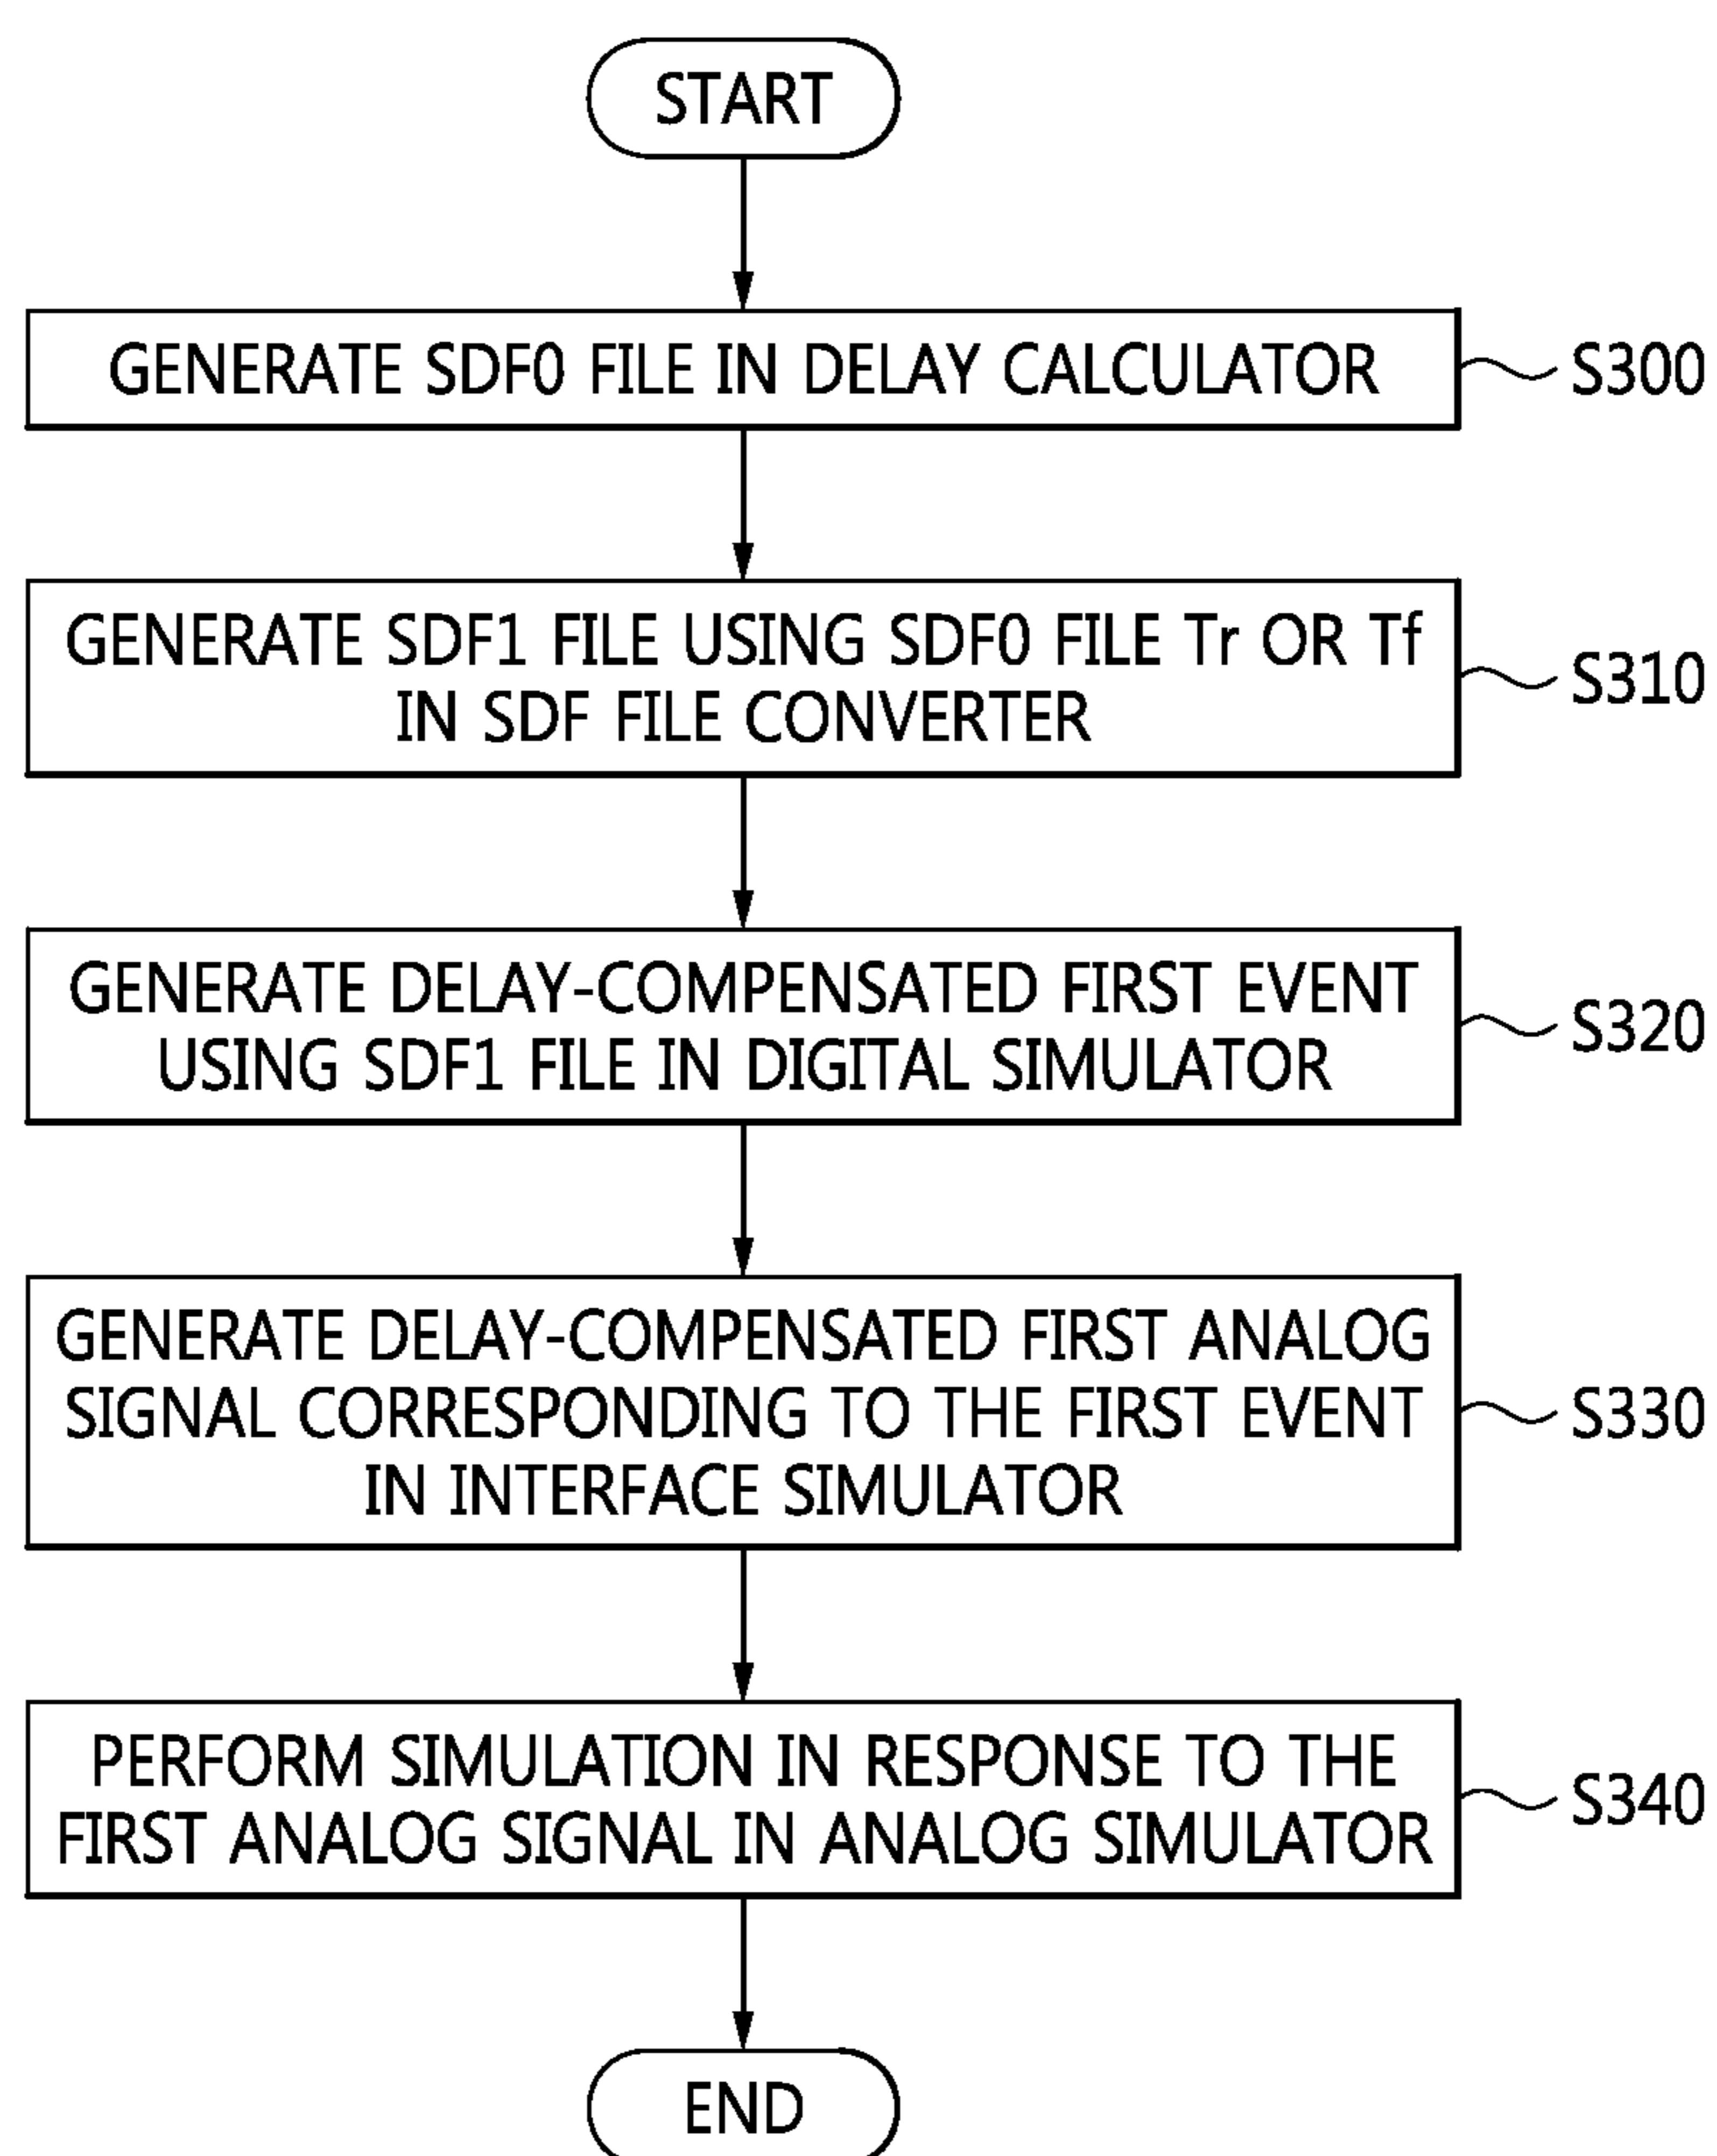 START
GENERATE SDF0 FILE IN DELAY CALCULATOR
S300
GENERATE SDF1 FILE USING SDF0 FILE Tr OR Tf
IN SDF FILE CONVERTER
S310
GENERATE DELAY-COMPENSATED FIRST EVENT
USING SDF1 FILE IN DIGITAL SIMULATOR
S320
GENERATE DELAY-COMPENSATED FIRST ANALOG
SIGNAL CORRESPONDING TO THE FIRST EVENT
IN INTERFACE SIMULATOR
S330
PERFORM SIMULATION IN RESPONSE TO THE
FIRST ANALOG SIGNAL IN ANALOG SIMULATOR
S340
END